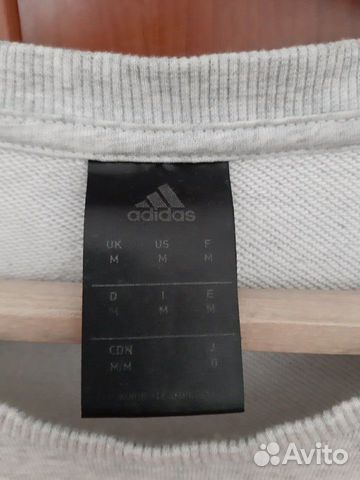 adidas
UK US F
M M M
D I E
M M M
CDN J
M/M O
Avito